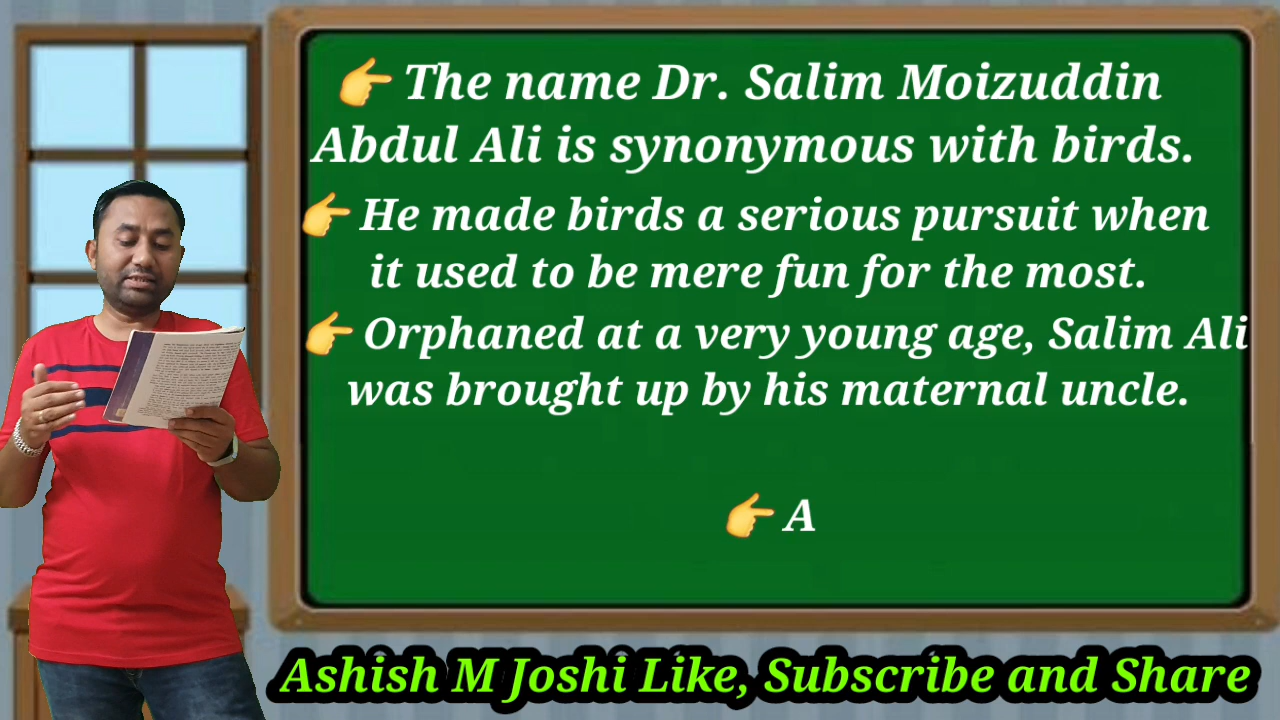 👉 The name Dr. Salim Moizuddin
Abdul Ali is synonymous with birds.
👉 He made birds a serious pursuit when
it used to be mere fun for the most.
👉 Orphaned at a very young age, Salim Ali
was brought up by his maternal uncle.
👉 A
Ashish M Joshi Like, Subscribe and Share